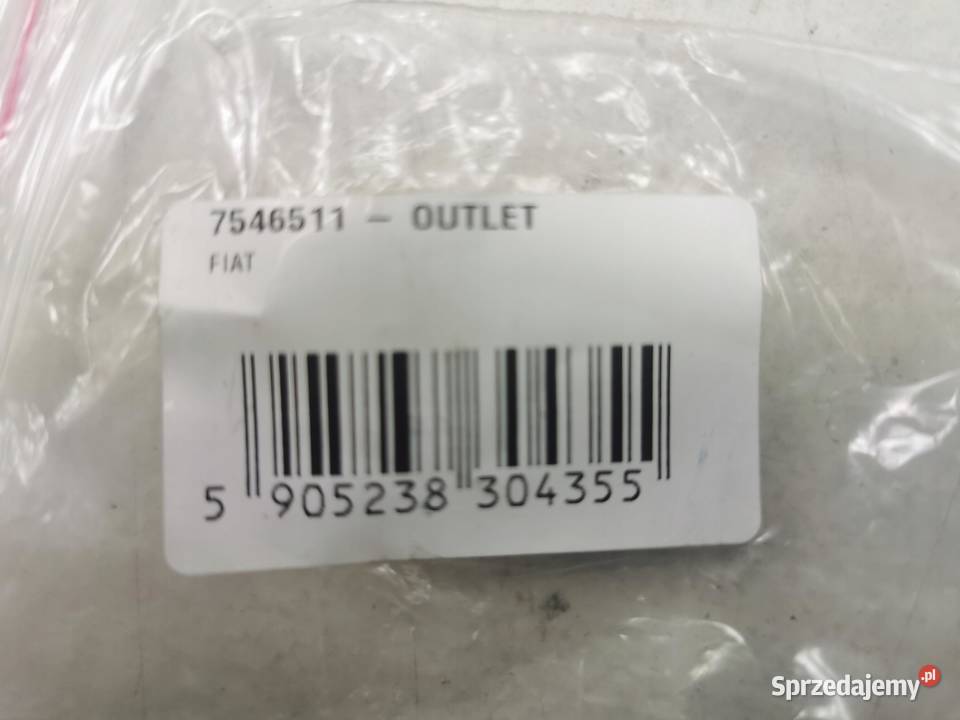 7546511 - OUTLET
FIAT
5 905238 304355
Sprzedajemy.pl